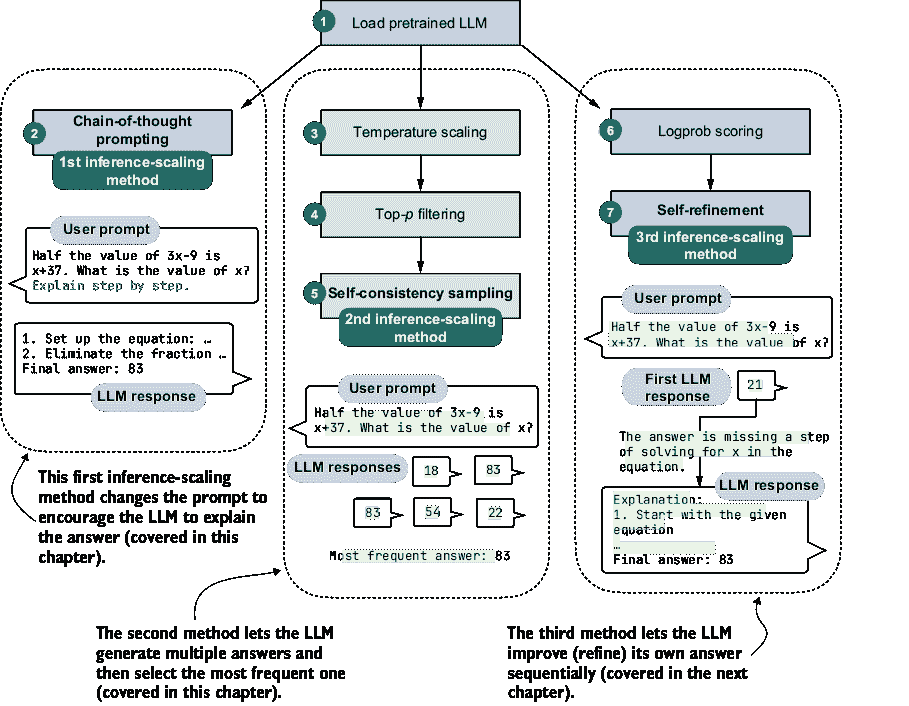 1 Load pretrained LLM
2 Chain-of-thought
prompting
1st inference-scaling
method
User prompt
Half the value of 3x-9 is
x+37. What is the value of x?
Explain step by step.
1. Set up the equation: …
2. Eliminate the fraction …
Final answer: 83
LLM response
This first inference-scaling
method changes the prompt to
encourage the LLM to explain
the answer (covered in this
chapter).
3 Temperature scaling
4 Top-p filtering
5 Self-consistency sampling
2nd inference-scaling
method
User prompt
Half the value of 3x-9 is
x+37. What is the value of x?
LLM responses
18
83
83
54
22
Most frequent answer: 83
The second method lets the LLM
generate multiple answers and
then select the most frequent one
(covered in this chapter).
6 Logprob scoring
7 Self-refinement
3rd inference-scaling
method
User prompt
Half the value of 3x-9 is
x+37. What is the value of x?
First LLM
response
21
The answer is missing a step
of solving for x in the
equation.
LLM response
Explanation:
1. Start with the given
equation
…
Final answer: 83
The third method lets the LLM
improve (refine) its own answer
sequentially (covered in the next
chapter).